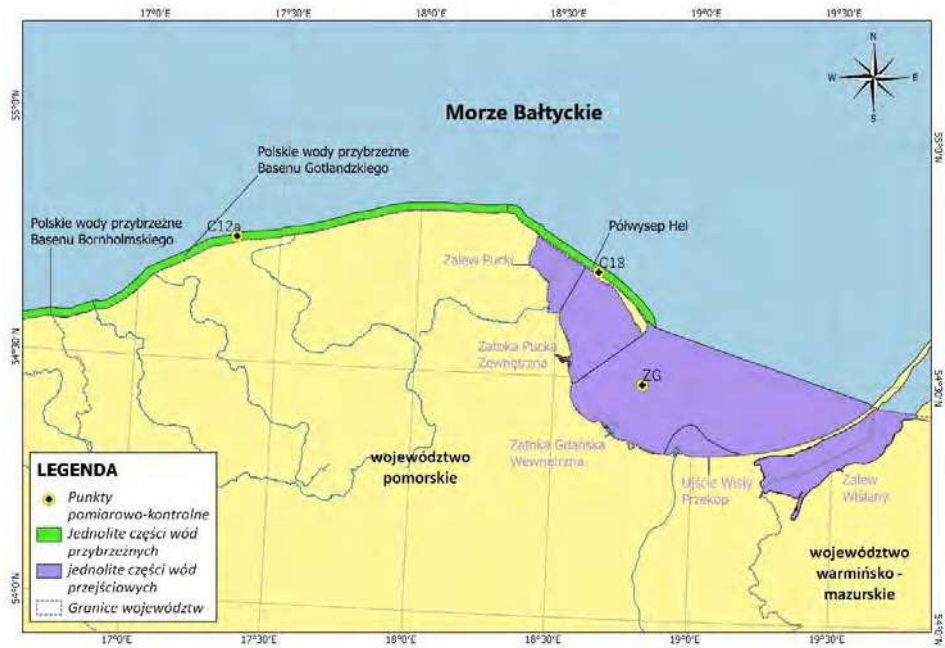 17°0'E
17°30'E
18°0'E
18°30'E
19°0'E
19°30'E
N
W
E
S
55°0'N
55°0'N
Morze Bałtyckie
Polskie wody przybrzeżne
Basenu Gotlandzkiego
Polskie wody przybrzeżne
Basenu Bornholmskiego
C12a
Półwysep Hel
Zalew Pucki
C18
54°30'N
Zatoka Pucka
Zewnętrzna
ZG
54°30'N
Zatoka Gdańska
Wewnętrzna
województwo
pomorskie
Ujście Wisły
Przekop
Zalew
Wiślany
LEGENDA
Punkty
pomiarowo-kontrolne
Jednolite części wód
przybrzeżnych
jednolite części wód
przejściowych
Granice województw
województwo
warmińsko -
mazurskie
54°0'N
54°0'N
17°0'E
17°30'E
18°0'E
18°30'E
19°0'E
19°30'E